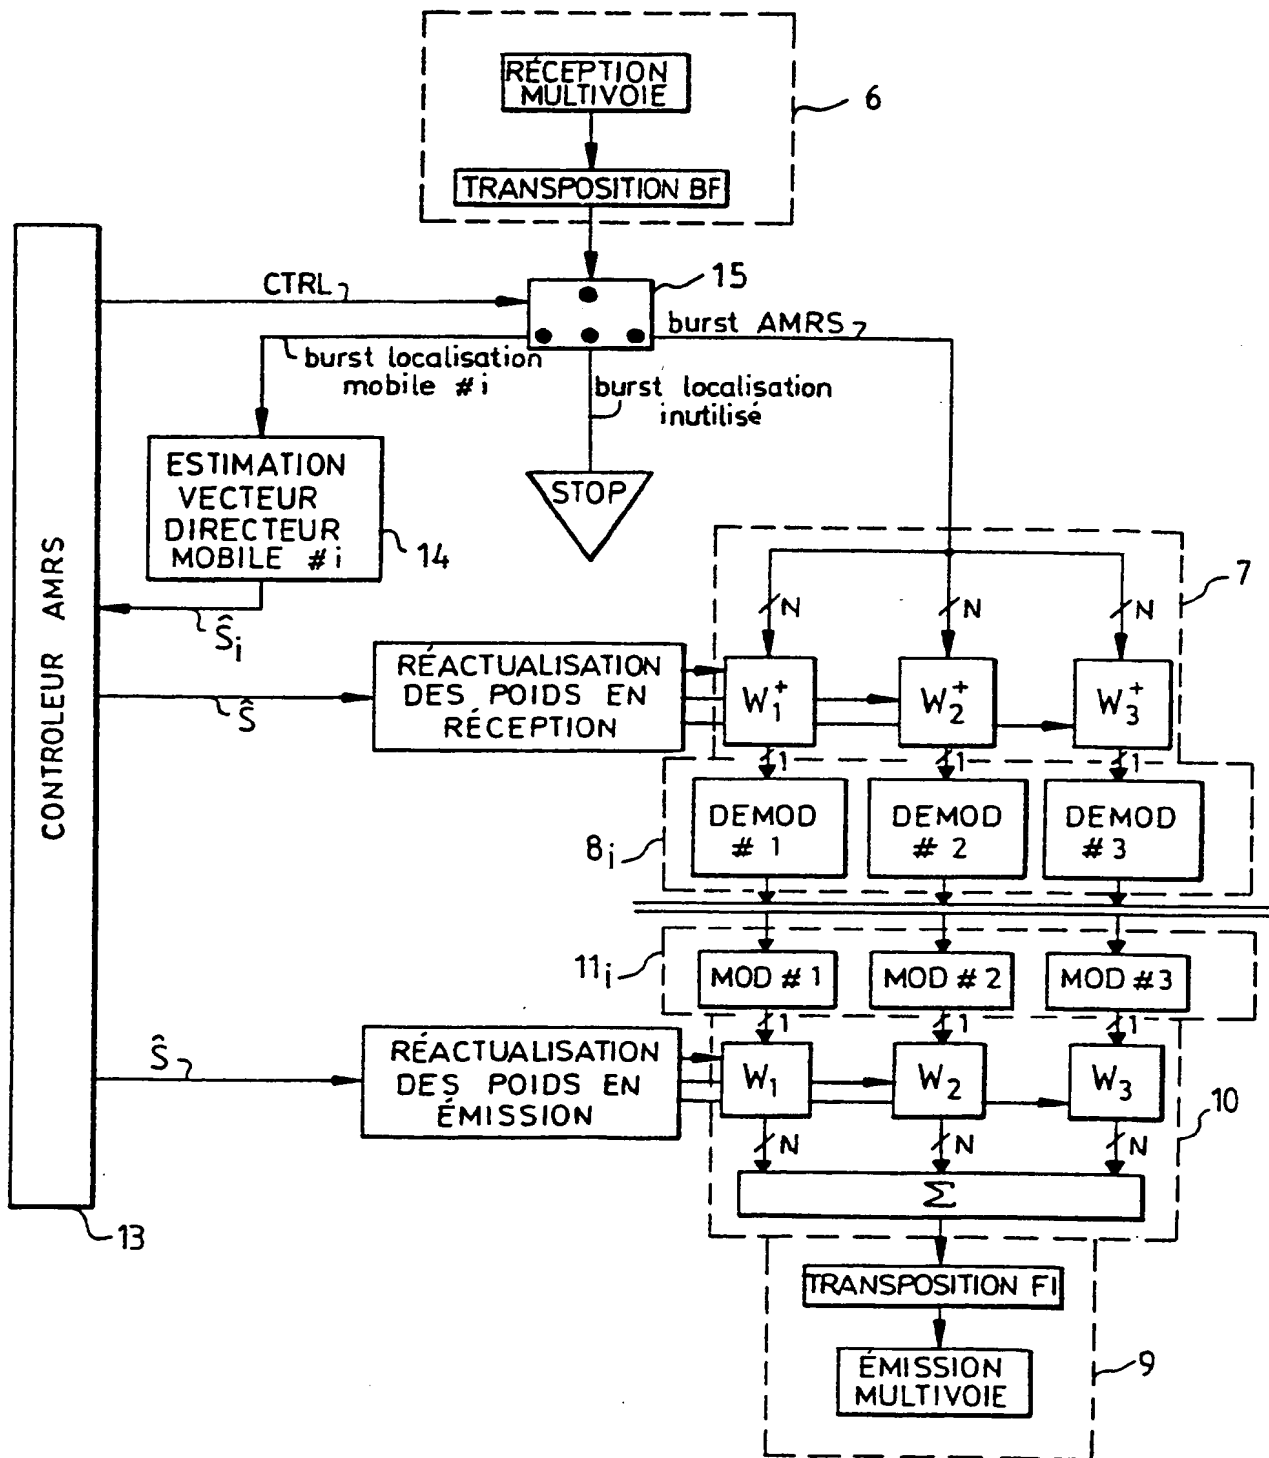 RÉCEPTION
MULTIVOIE
6
TRANSPOSITION BF
15
CTRL
burst AMRS
burst localisation
mobile #i
burst localisation
inutilisé
ESTIMATION
VECTEUR
DIRECTEUR
MOBILE #i
14
STOP
7
CONTROLEUR AMRS
N
N
N
Ŝi
RÉACTUALISATION
DES POIDS EN
RÉCEPTION
Ŝ
W1+
W2+
W3+
1
1
1
DEMOD
#1
DEMOD
#2
DEMOD
#3
8i
11i
MOD #1
MOD #2
MOD #3
1
1
1
Ŝ
RÉACTUALISATION
DES POIDS EN
ÉMISSION
W1
W2
W3
10
N
N
N
Σ
13
TRANSPOSITION FI
ÉMISSION
MULTIVOIE
9